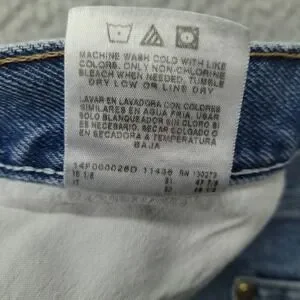 MACHINE WASH COLD WITH LIKE
COLORS. ONLY NON-CHLORINE
BLEACH WHEN NEEDED. TUMBLE
DRY LOW OR LINE DRY
LAVAR EN LAVADORA CON COLORES
SIMILARES EN AGUA FRIA. USAR
SOLO BLANQUEADOR SIN CLORO SI
ES NECESARIO. SECAR COLGADO O
EN SECADORA A TEMPERATURA
BAJA
11436 RN